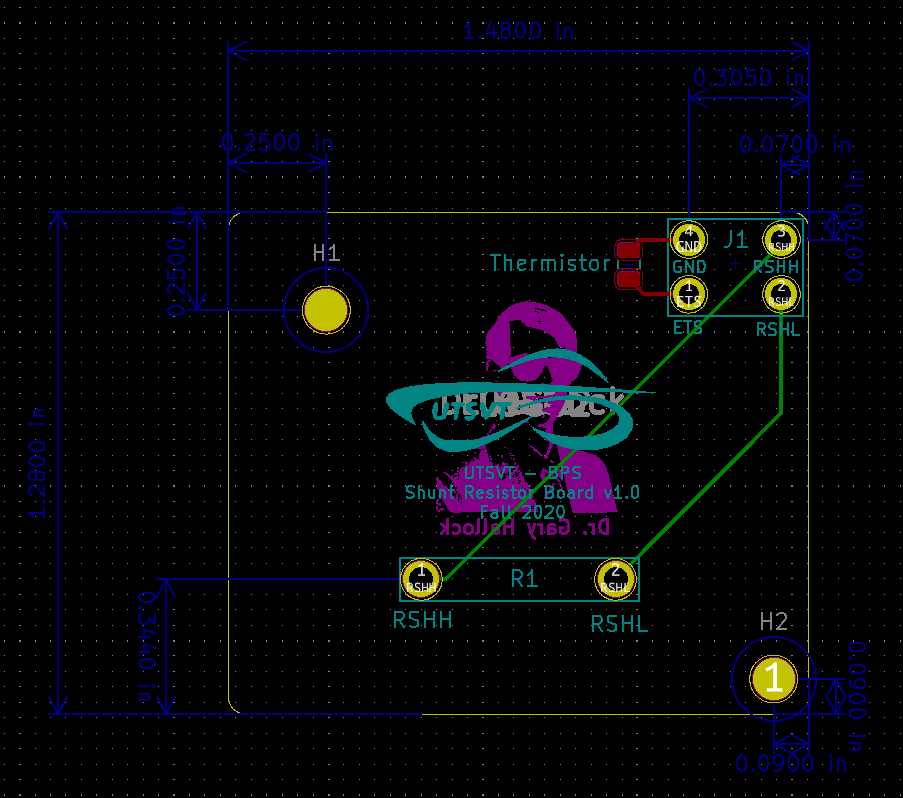 1.4800 in
0.3050 in
0.2500 in
0.0700 in
0.0700 in
0.2500 in
H1
4
GND
J1
3
RSHH
Thermistor
GND
RSHH
1
ETS
2
RSHL
ETS
RSHL
UTSVT
1.2800 in
UTSVT - BPS
Shunt Resistor Board v1.0
Fall 2020
Dr. Gary Hallock
1
RSHH
R1
2
RSHL
0.3440 in
RSHH
RSHL
H2
1
0.0900 in
0.0900 in